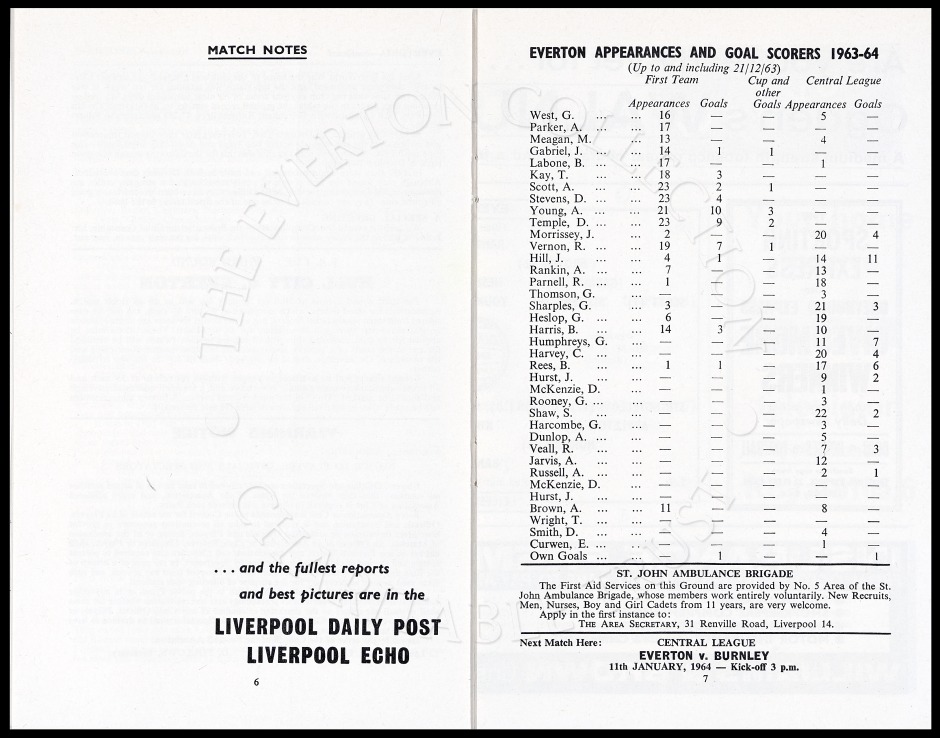 MATCH NOTES
... and the fullest reports
and best pictures are in the
LIVERPOOL DAILY POST
LIVERPOOL ECHO
6
EVERTON APPEARANCES AND GOAL SCORERS 1963-64
(Up to and including 21/12/63)
First Team Cup and Central League
other
Appearances Goals Goals Appearances Goals
West, G. ... ... 16 — — 5 —
Parker, A. ... ... 17 — — — —
Meagan, M. ... 13 — — 4 —
Gabriel, J. ... ... 14 1 1 — —
Labone, B. ... ... 17 — — 1 —
Kay, T. ... ... 18 3 — — —
Scott, A. ... ... 23 2 1 — —
Stevens, D. ... ... 23 4 — — —
Young, A. ... ... 21 10 3 — —
Temple, D. ... ... 23 9 2 — —
Morrissey, J. ... 2 — — 20 4
Vernon, R. ... ... 19 7 1 — —
Hill, J. ... ... 4 1 — 14 11
Rankin, A. ... ... 7 — — 13 —
Parnell, R. ... ... 1 — — 18 —
Thomson, G. ... — — — 3 —
Sharples, G. ... 3 — — 21 3
Heslop, G. ... ... 6 — — 19 —
Harris, B. ... ... 14 3 — 10 —
Humphreys, G. ... — — — 11 7
Harvey, C. ... ... — — — 20 4
Rees, B. ... ... 1 1 — 17 6
Hurst, J. ... ... — — — 9 2
McKenzie, D. ... — — — 1 —
Rooney, G. ... ... — — — 3 —
Shaw, S. ... ... — — — 22 2
Harcombe, G. ... — — — 3 —
Dunlop, A. ... ... — — — 5 —
Veall, R. ... ... — — — 7 3
Jarvis, A. ... ... — — — 12 —
Russell, A. ... ... — — — 2 1
McKenzie, D. ... — — — — —
Hurst, J. ... ... — — — — —
Brown, A. ... ... 11 — — 8 —
Wright, T. ... ... — — — — —
Smith, D. ... ... — — — 4 —
Curwen, E. ... ... — — — 1 —
Own Goals ... ... — 1 — — 1
ST. JOHN AMBULANCE BRIGADE
The First Aid Services on this Ground are provided by No. 5 Area of the St.
John Ambulance Brigade, whose members work entirely voluntarily. New Recruits,
Men, Nurses, Boy and Girl Cadets from 11 years, are very welcome.
Apply in the first instance to:
THE AREA SECRETARY, 31 Renville Road, Liverpool 14.
Next Match Here: CENTRAL LEAGUE
EVERTON v. BURNLEY
11th JANUARY, 1964 — Kick-off 3 p.m.
7
THE EVERTON COLLECTION
CHARITABLE TRUST